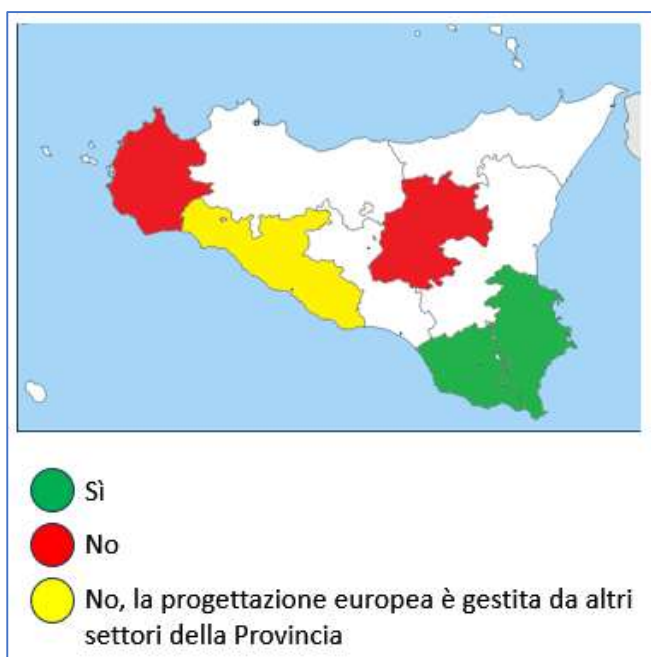 Sì
No
No, la progettazione europea è gestita da altri
settori della Provincia